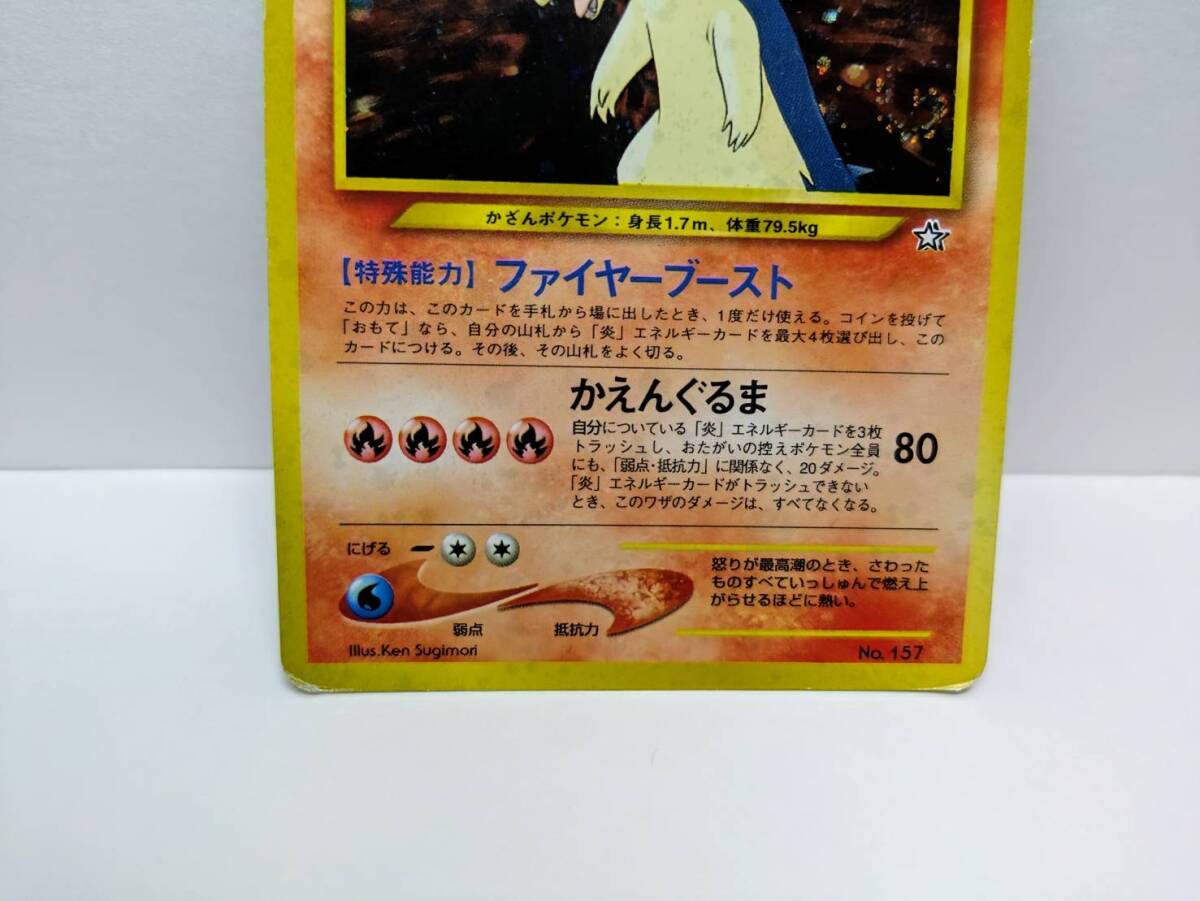 かざんポケモン：身長1.7m、体重79.5kg
【特殊能力】ファイヤーブースト
この力は、このカードを手札から場に出したとき、1度だけ使える。コインを投げて
「おもて」なら、自分の山札から「炎」エネルギーカードを最大4枚選び出し、この
カードにつける。その後、その山札をよく切る。
かえんぐるま
自分についている「炎」エネルギーカードを3枚
トラッシュし、おたがいの控えポケモン全員
にも、「弱点・抵抗力」に関係なく、20ダメージ。
「炎」エネルギーカードがトラッシュできない
とき、このワザのダメージは、すべてなくなる。
80
にげる
弱点
抵抗力
怒りが最高潮のとき、さわった
ものすべていっしゅんで燃え上
がらせるほどに熱い。
Illus.Ken Sugimori
No. 157